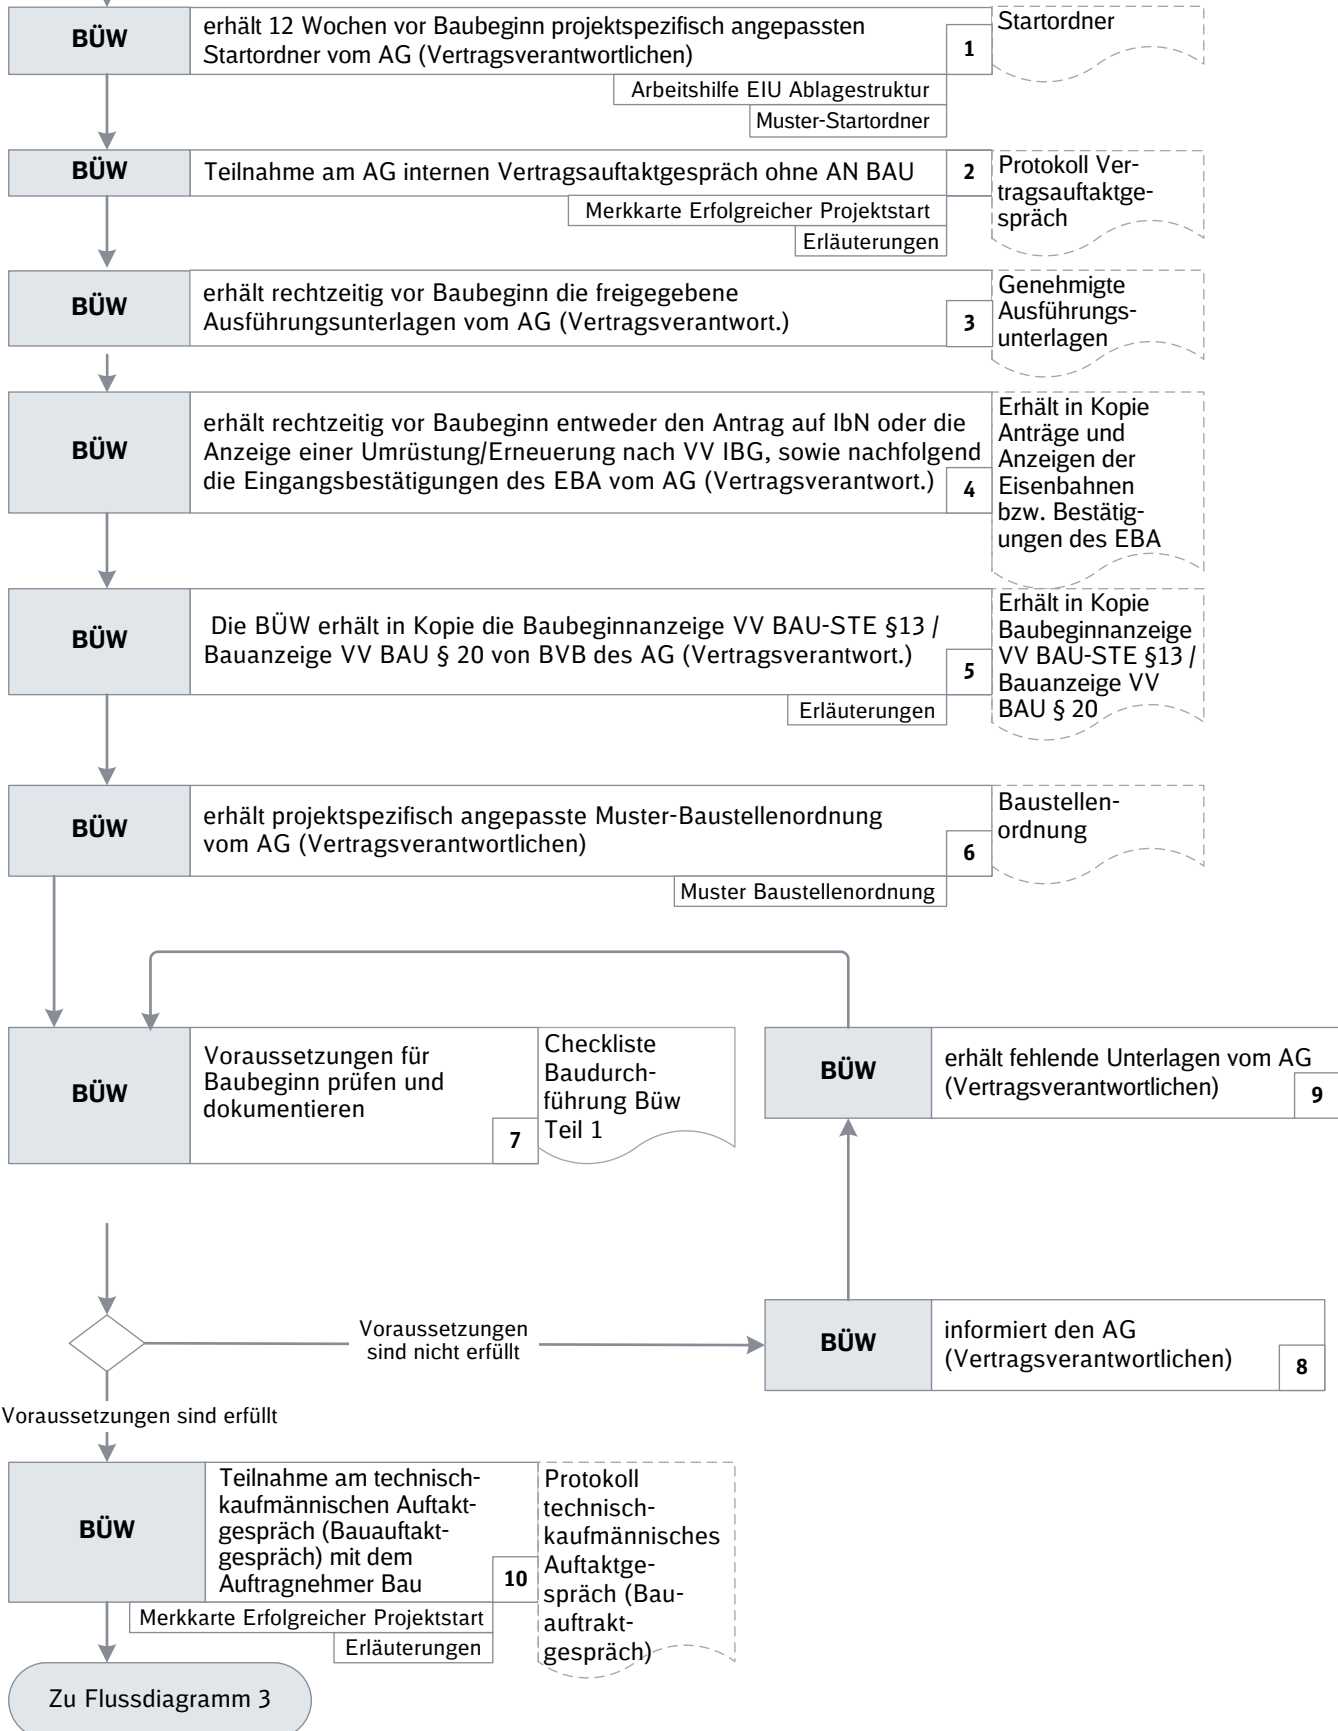 BÜW
erhält 12 Wochen vor Baubeginn projektspezifisch angepassten
Startordner vom AG (Vertragsverantwortlichen)
1
Startordner
Arbeitshilfe EIU Ablagestruktur
Muster-Startordner
BÜW
Teilnahme am AG internen Vertragsauftaktgespräch ohne AN BAU
2
Protokoll Ver-
tragsauftaktge-
spräch
Merkkarte Erfolgreicher Projektstart
Erläuterungen
BÜW
erhält rechtzeitig vor Baubeginn die freigegebene
Ausführungsunterlagen vom AG (Vertragsverantwort.)
3
Genehmigte
Ausführungs-
unterlagen
BÜW
erhält rechtzeitig vor Baubeginn entweder den Antrag auf IbN oder die
Anzeige einer Umrüstung/Erneuerung nach VV IBG, sowie nachfolgend
die Eingangsbestätigungen des EBA vom AG (Vertragsverantwort.)
4
Erhält in Kopie
Anträge und
Anzeigen der
Eisenbahnen
bzw. Bestätig-
ungen des EBA
BÜW
Die BÜW erhält in Kopie die Baubeginnanzeige VV BAU-STE §13 /
Bauanzeige VV BAU § 20 von BVB des AG (Vertragsverantwort.)
5
Erhält in Kopie
Baubeginnanzeige
VV BAU-STE §13 /
Bauanzeige VV
BAU § 20
Erläuterungen
BÜW
erhält projektspezifisch angepasste Muster-Baustellenordnung
vom AG (Vertragsverantwortlichen)
6
Baustellen-
ordnung
Muster Baustellenordnung
BÜW
Voraussetzungen für
Baubeginn prüfen und
dokumentieren
7
Checkliste
Baudurch-
führung Büw
Teil 1
BÜW
erhält fehlende Unterlagen vom AG
(Vertragsverantwortlichen)
9
Voraussetzungen
sind nicht erfüllt
BÜW
informiert den AG
(Vertragsverantwortlichen)
8
Voraussetzungen sind erfüllt
BÜW
Teilnahme am technisch-
kaufmännischen Auftakt-
gespräch (Bauauftakt-
gespräch) mit dem
Auftragnehmer Bau
10
Protokoll
technisch-
kaufmännisches
Auftaktge-
spräch (Bau-
auftrakt-
gespräch)
Merkkarte Erfolgreicher Projektstart
Erläuterungen
Zu Flussdiagramm 3